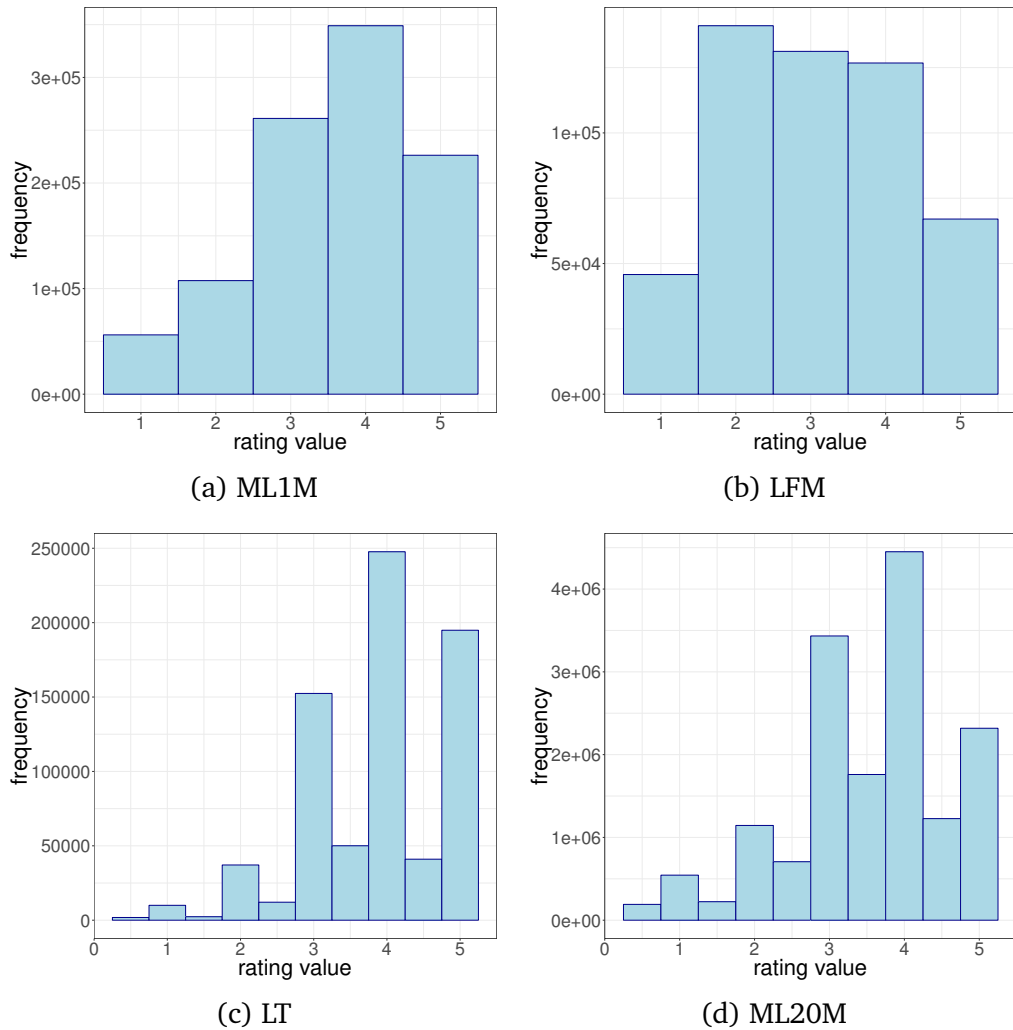 frequency
3e+05
2e+05
1e+05
0e+00
1 2 3 4 5
rating value
(a) ML1M
frequency
1e+05
5e+04
0e+00
1 2 3 4 5
rating value
(b) LFM
frequency
250000
200000
150000
100000
50000
0
0 1 2 3 4 5
rating value
(c) LT
frequency
4e+06
3e+06
2e+06
1e+06
0e+00
0 1 2 3 4 5
rating value
(d) ML20M